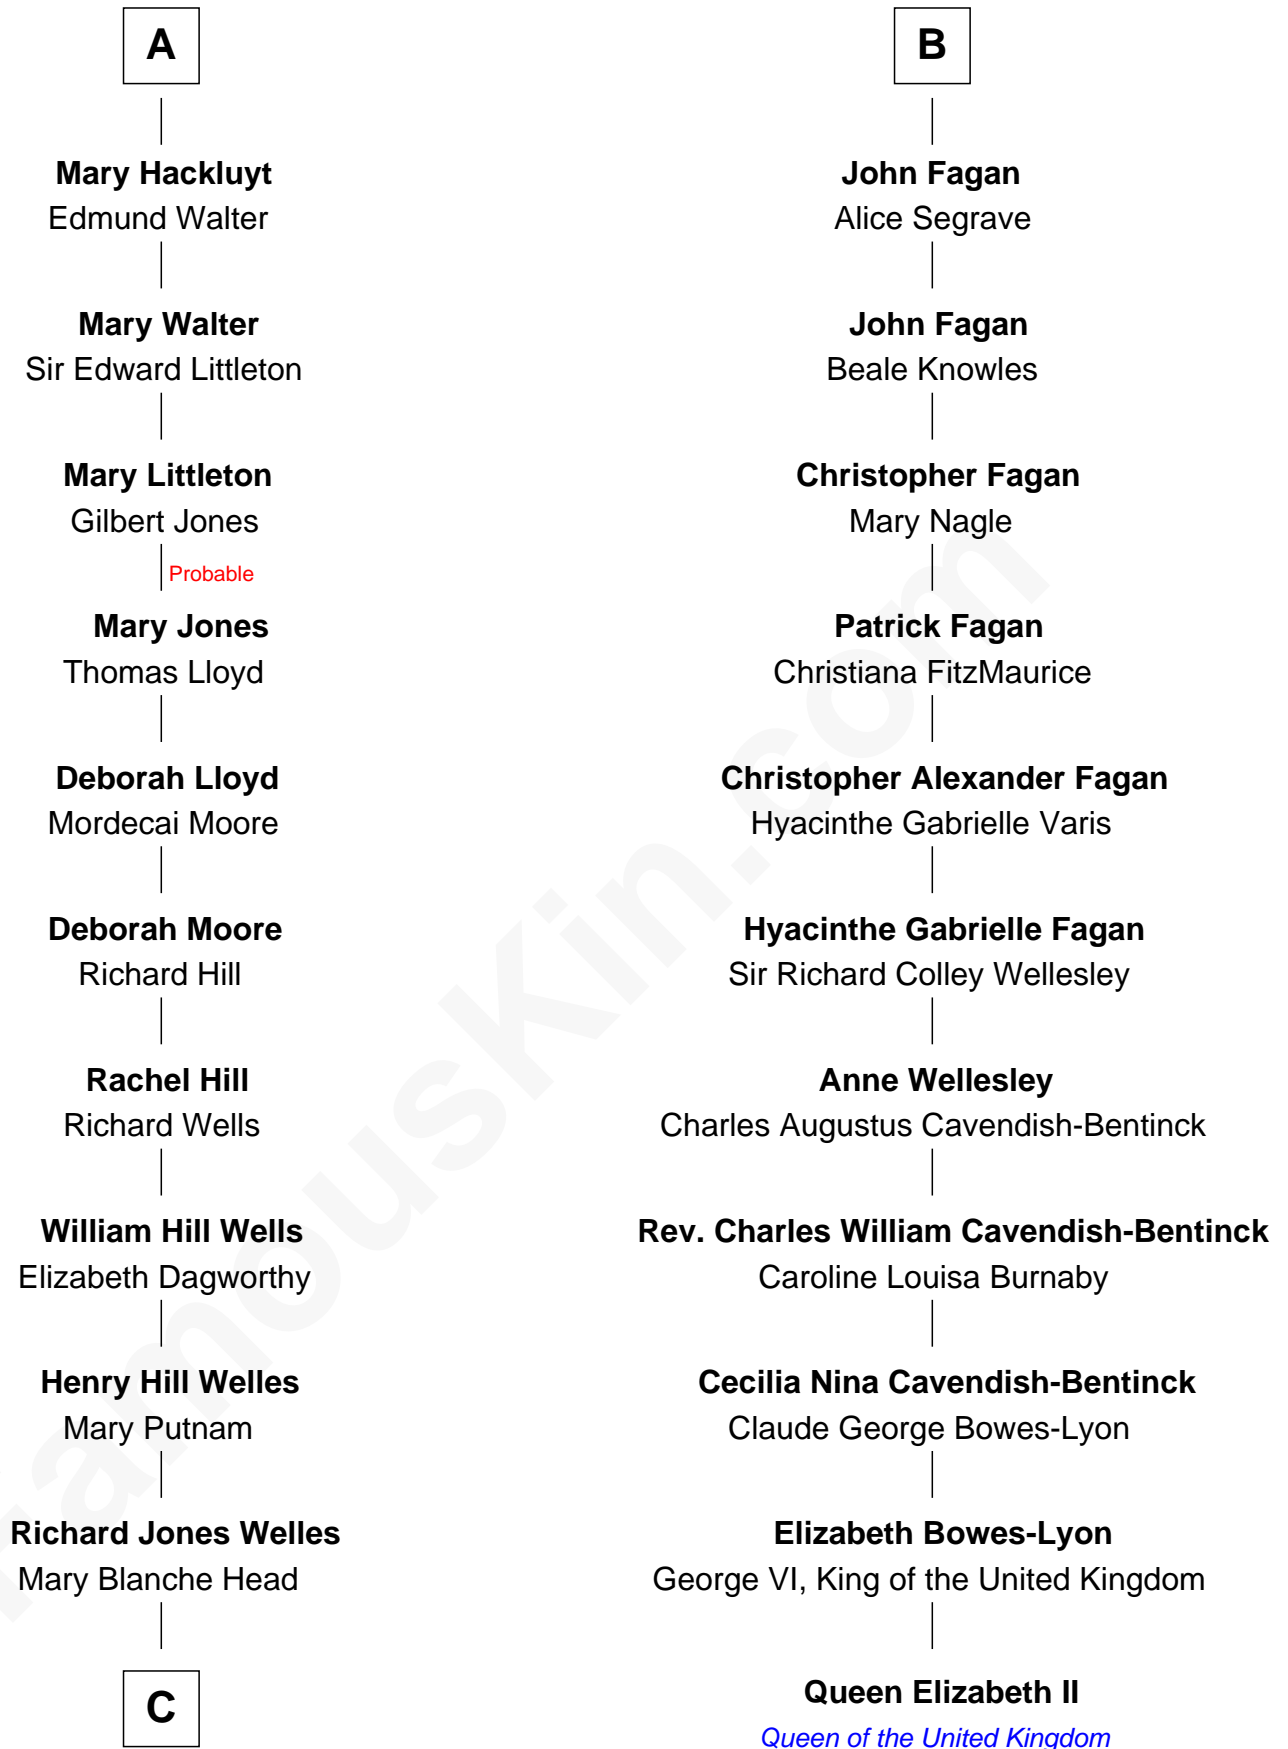 A
Mary Hackluyt
Edmund Walter
Mary Walter
Sir Edward Littleton
Mary Littleton
Gilbert Jones
Probable
Mary Jones
Thomas Lloyd
Deborah Lloyd
Mordecai Moore
Deborah Moore
Richard Hill
Rachel Hill
Richard Wells
William Hill Wells
Elizabeth Dagworthy
Henry Hill Welles
Mary Putnam
Richard Jones Welles
Mary Blanche Head
C
B
John Fagan
Alice Segrave
John Fagan
Beale Knowles
Christopher Fagan
Mary Nagle
Patrick Fagan
Christiana FitzMaurice
Christopher Alexander Fagan
Hyacinthe Gabrielle Varis
Hyacinthe Gabrielle Fagan
Sir Richard Colley Wellesley
Anne Wellesley
Charles Augustus Cavendish-Bentinck
Rev. Charles William Cavendish-Bentinck
Caroline Louisa Burnaby
Cecilia Nina Cavendish-Bentinck
Claude George Bowes-Lyon
Elizabeth Bowes-Lyon
George VI, King of the United Kingdom
Queen Elizabeth II
Queen of the United Kingdom
FamousKin.com